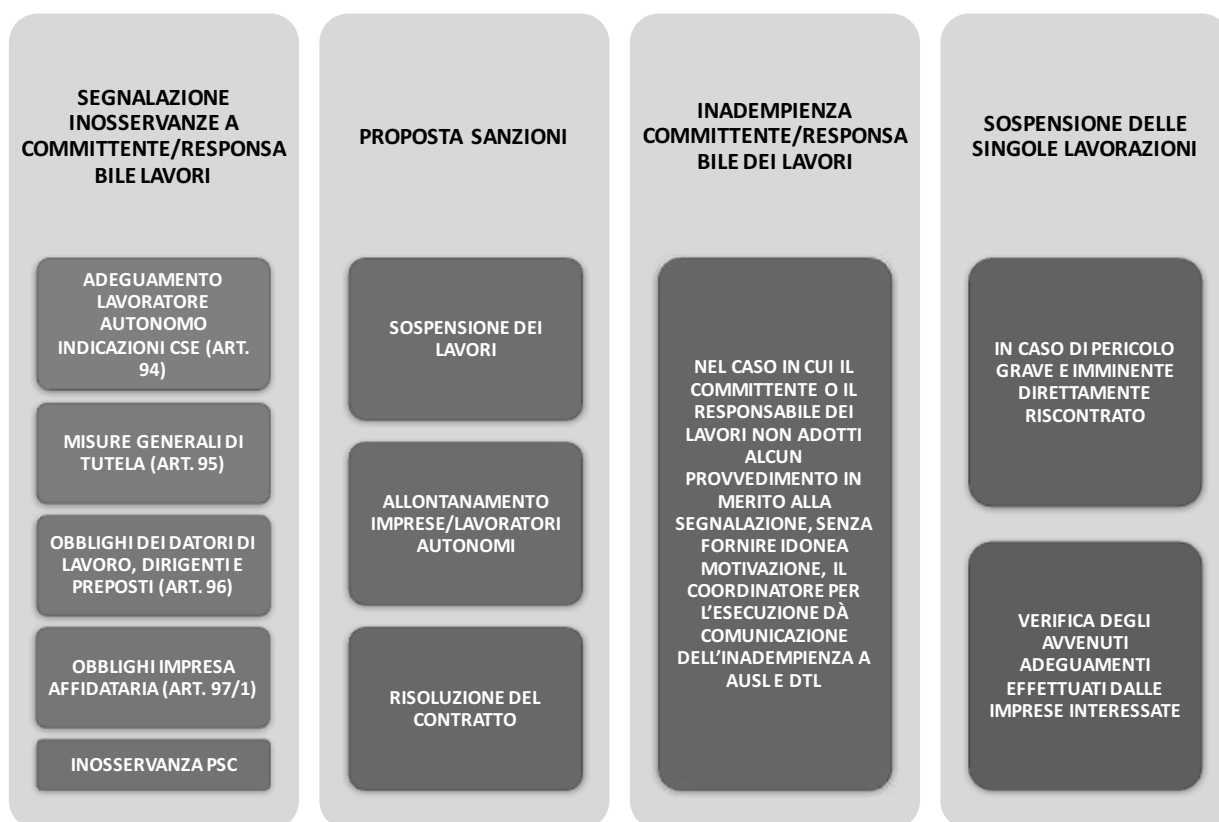 SEGNALAZIONE
INOSSERVANZE A
COMMITTENTE/RESPONSA
BILE LAVORI
ADEGUAMENTO
LAVORATORE
AUTONOMO
INDICAZIONI CSE (ART.
94)
MISURE GENERALI DI
TUTELA (ART. 95)
OBBLIGHI DEI DATORI DI
LAVORO, DIRIGENTI E
PREPOSTI (ART. 96)
OBBLIGHI IMPRESA
AFFIDATARIA (ART. 97/1)
INOSSERVANZA PSC
PROPOSTA SANZIONI
SOSPENSIONE DEI
LAVORI
ALLONTANAMENTO
IMPRESE/LAVORATORI
AUTONOMI
RISOLUZIONE DEL
CONTRATTO
INADEMPIENZA
COMMITTENTE/RESPONSA
BILE DEI LAVORI
NEL CASO IN CUI IL
COMMITTENTE O IL
RESPONSABILE DEI
LAVORI NON ADOTTI
ALCUN
PROVVEDIMENTO IN
MERITO ALLA
SEGNALAZIONE, SENZA
FORNIRE IDONEA
MOTIVAZIONE, IL
COORDINATORE PER
L'ESECUZIONE DÀ
COMUNICAZIONE
DELL'INADEMPIENZA A
AUSL E DTL
SOSPENSIONE DELLE
SINGOLE LAVORAZIONI
IN CASO DI PERICOLO
GRAVE E IMMINENTE
DIRETTAMENTE
RISCONTRATO
VERIFICA DEGLI
AVVENUTI
ADEGUAMENTI
EFFETTUATI DALLE
IMPRESE INTERESSATE